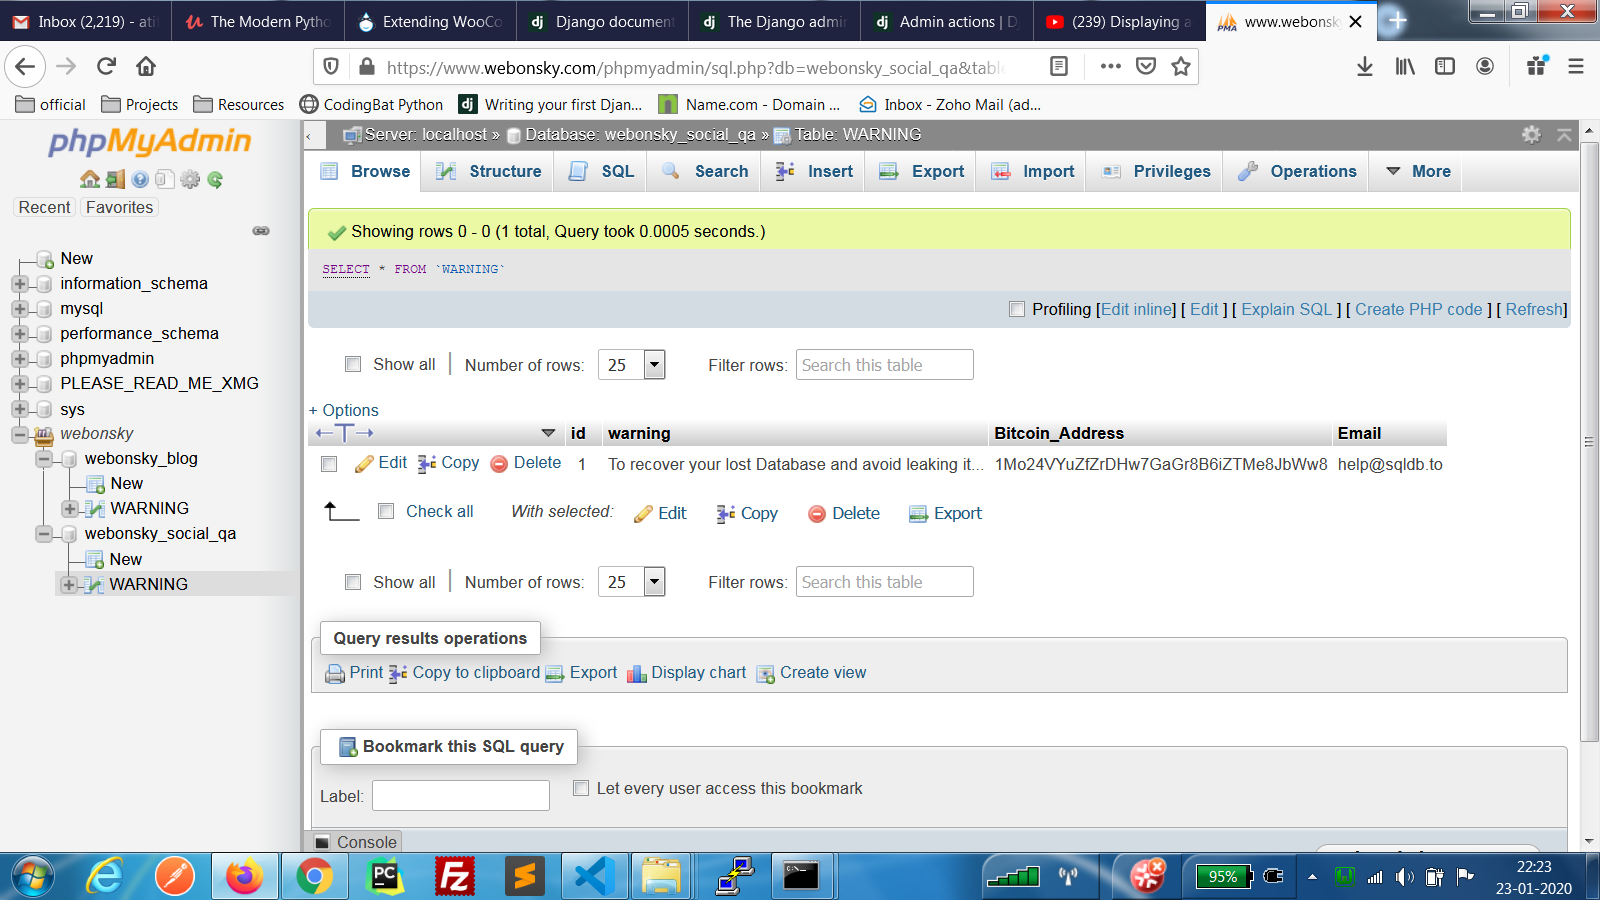 Inbox (2,219) - ati
The Modern Pytho
Extending WooCo
Django document
The Django admin
Admin actions | D
(239) Displaying a
www.webonsky
https://www.webonsky.com/phpmyadmin/sql.php?db=webonsky_social_qa&table
official
Projects
Resources
CodingBat Python
Writing your first Djan...
Name.com - Domain ...
Inbox - Zoho Mail (ad...
phpMyAdmin
Server: localhost » Database: webonsky_social_qa » Table: WARNING
Browse
Structure
SQL
Search
Insert
Export
Import
Privileges
Operations
More
Recent
Favorites
New
information_schema
mysql
performance_schema
phpmyadmin
PLEASE_READ_ME_XMG
sys
webonsky
webonsky_blog
New
WARNING
webonsky_social_qa
New
WARNING
Showing rows 0 - 0 (1 total, Query took 0.0005 seconds.)
SELECT * FROM `WARNING`
Profiling [Edit inline] [ Edit ] [ Explain SQL ] [ Create PHP code ] [ Refresh]
Show all | Number of rows: 25 Filter rows: Search this table
+ Options
id warning Bitcoin_Address Email
Edit Copy Delete 1 To recover your lost Database and avoid leaking it... 1Mo24VYuZfZrDHw7GaGr8B6iZTMe8JbWw8 help@sqldb.to
Check all With selected: Edit Copy Delete Export
Show all | Number of rows: 25 Filter rows: Search this table
Query results operations
Print Copy to clipboard Export Display chart Create view
Bookmark this SQL query
Label: Let every user access this bookmark
Console
95%
22:23
23-01-2020